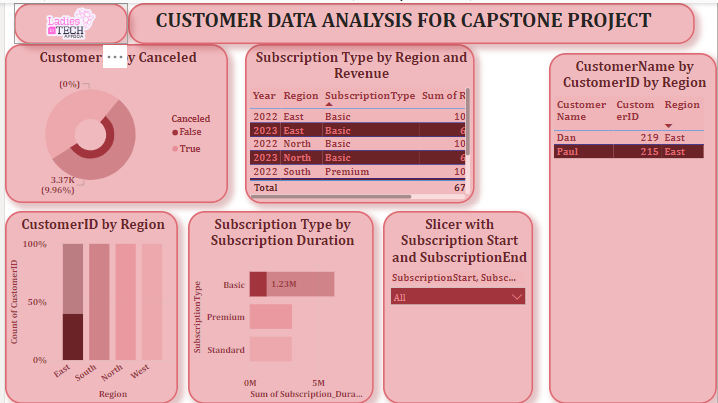 Ladies
in TECH
AFRICA
CUSTOMER DATA ANALYSIS FOR CAPSTONE PROJECT
Customer
y Canceled
(0%)
3.37K
(9.96%)
Canceled
False
True
Subscription Type by Region and
Revenue
Year Region SubscriptionType Sum of R
2022 East Basic 10
2023 East Basic 6
2022 North Basic 10
2023 North Basic 6
2022 South Premium 10
Total 67
CustomerName by
CustomerID by Region
Customer Custom Region
Name erID
Dan 219 East
Paul 215 East
CustomerID by Region
Count of CustomerID
100%
50%
0%
East South North West
Region
Subscription Type by
Subscription Duration
SubscriptionType
Basic 1.23M
Premium
Standard
0M 5M
Sum of Subscription_Dura...
Slicer with
Subscription Start
and SubscriptionEnd
SubscriptionStart, Subsc...
All